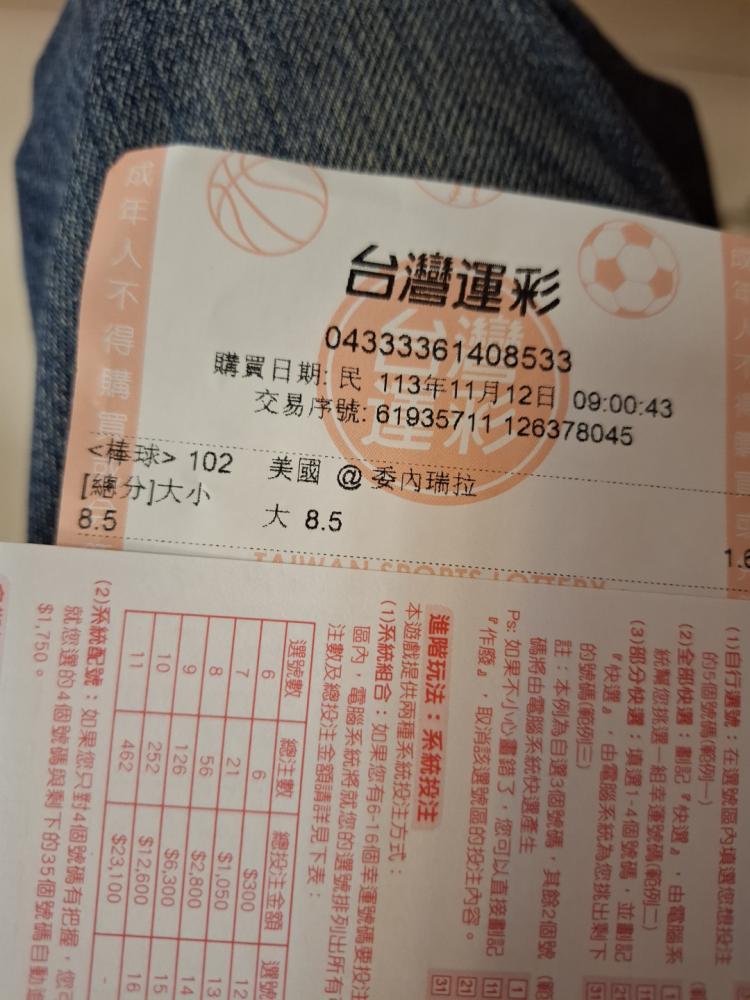 成年人不得購買
台灣運彩
04333361408533
購買日期: 民 113年11月12日 09:00:43
交易序號: 61935711 126378045
<棒球> 102 美國 @ 委內瑞拉
[總分]大小
8.5 大 8.5
1.6
TAIWAN SPORTS LOTTERY
(1)自行選號：在選號區內填選您想投注
的5個號碼(範例一)
(2)全部快選：劃記『快選』，由電腦系
統幫您挑選一組幸運號碼(範例二)
(3)部分快選：填選1-4個號碼，並劃記
『快選』，由電腦系統為您挑出剩下
的號碼(範例三)
註：本例為自選3個號碼，其餘2個號
碼將由電腦系統快選產生
Ps: 如果不小心畫錯了，您可以直接劃記
『作廢』，取消該選號區的投注內容。
進階玩法：系統投注
本遊戲提供兩種系統投注方式：
(1)系統組合：如果您有6-16個幸運號碼要投注
區內，電腦系統將就您的選號排列出所有
注數及總投注金額請詳見下表：
選號數 總注數 總投注金額 選號
6 6 $300 12
7 21 $1,050 13
8 56 $2,800 14
9 126 $6,300 15
10 252 $12,600 16
11 462 $23,100 -
(2)系統配號：如果您只對4個號碼有把握，您
就您選的4個號碼與剩下的35個號碼自動
$1,750。
1
11
21
31